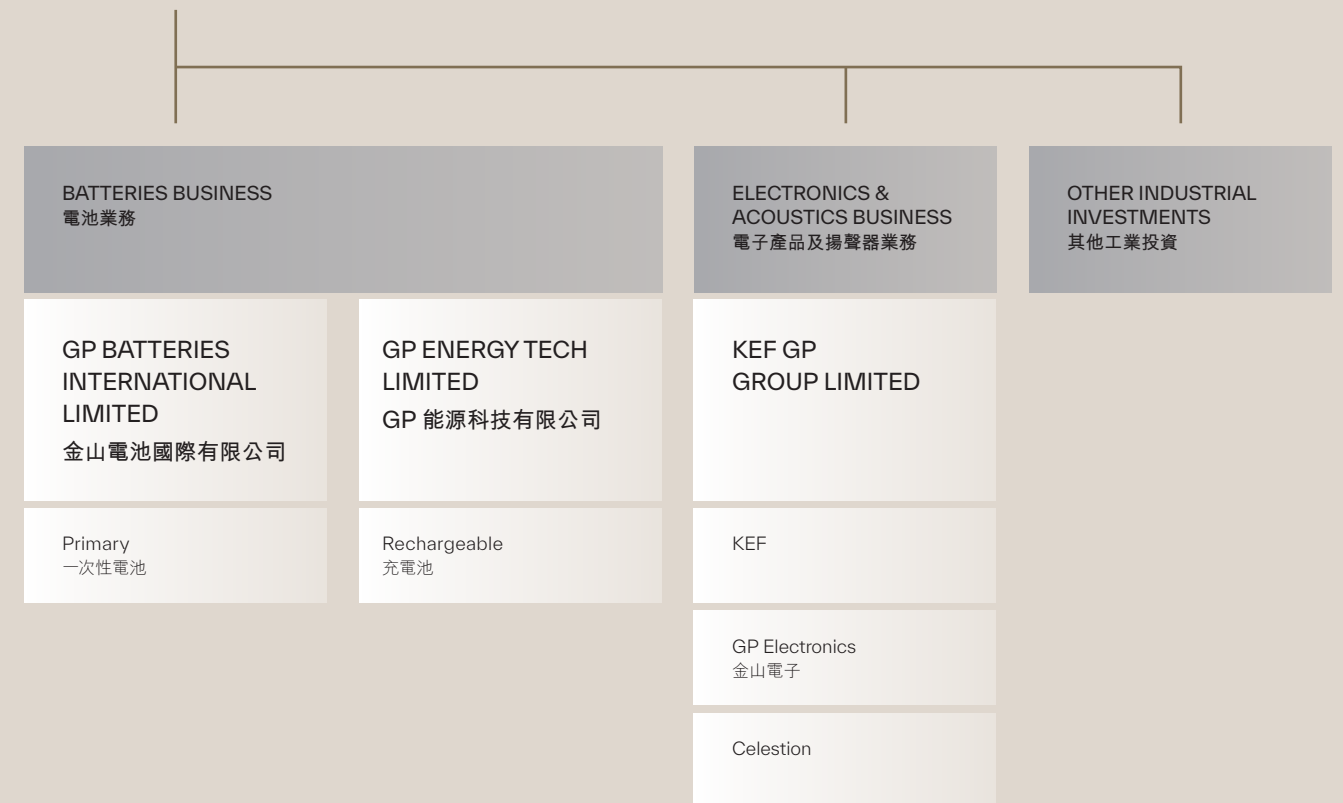 BATTERIES BUSINESS
電池業務
ELECTRONICS &
ACOUSTICS BUSINESS
電子產品及揚聲器業務
OTHER INDUSTRIAL
INVESTMENTS
其他工業投資
GP BATTERIES
INTERNATIONAL
LIMITED
金山電池國際有限公司
GP ENERGY TECH
LIMITED
GP 能源科技有限公司
KEF GP
GROUP LIMITED
Primary
一次性電池
Rechargeable
充電池
KEF
GP Electronics
金山電子
Celestion